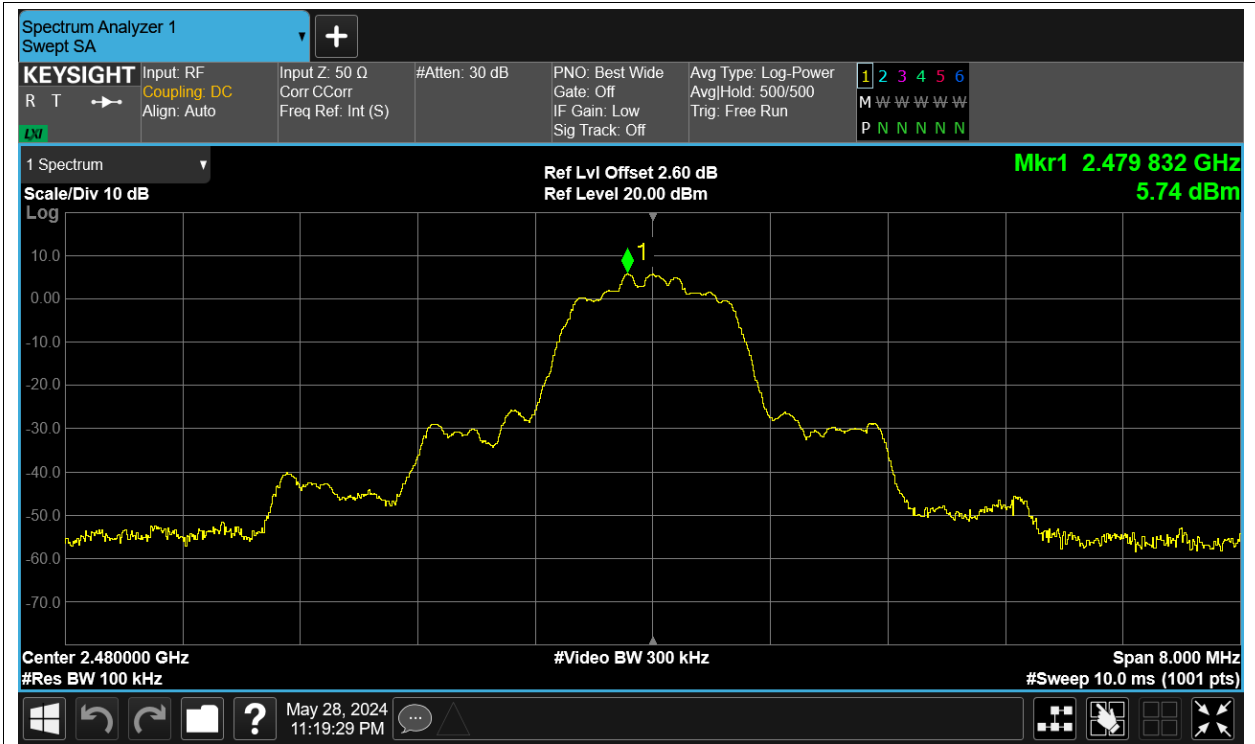 Spectrum Analyzer 1
Swept SA
+
KEYSIGHT
R T
LXI
Input: RF
Coupling: DC
Align: Auto
Input Z: 50 Ω
Corr CCorr
Freq Ref: Int (S)
#Atten: 30 dB
PNO: Best Wide
Gate: Off
IF Gain: Low
Sig Track: Off
Avg Type: Log-Power
Avg|Hold: 500/500
Trig: Free Run
1 2 3 4 5 6
M W W W W W W
P N N N N N N
1 Spectrum
Scale/Div 10 dB
Ref Lvl Offset 2.60 dB
Ref Level 20.00 dBm
Mkr1 2.479 832 GHz
5.74 dBm
Log
1
10.0
0.00
-10.0
-20.0
-30.0
-40.0
-50.0
-60.0
-70.0
Center 2.480000 GHz
#Video BW 300 kHz
Span 8.000 MHz
#Res BW 100 kHz
#Sweep 10.0 ms (1001 pts)
?
May 28, 2024
11:19:29 PM